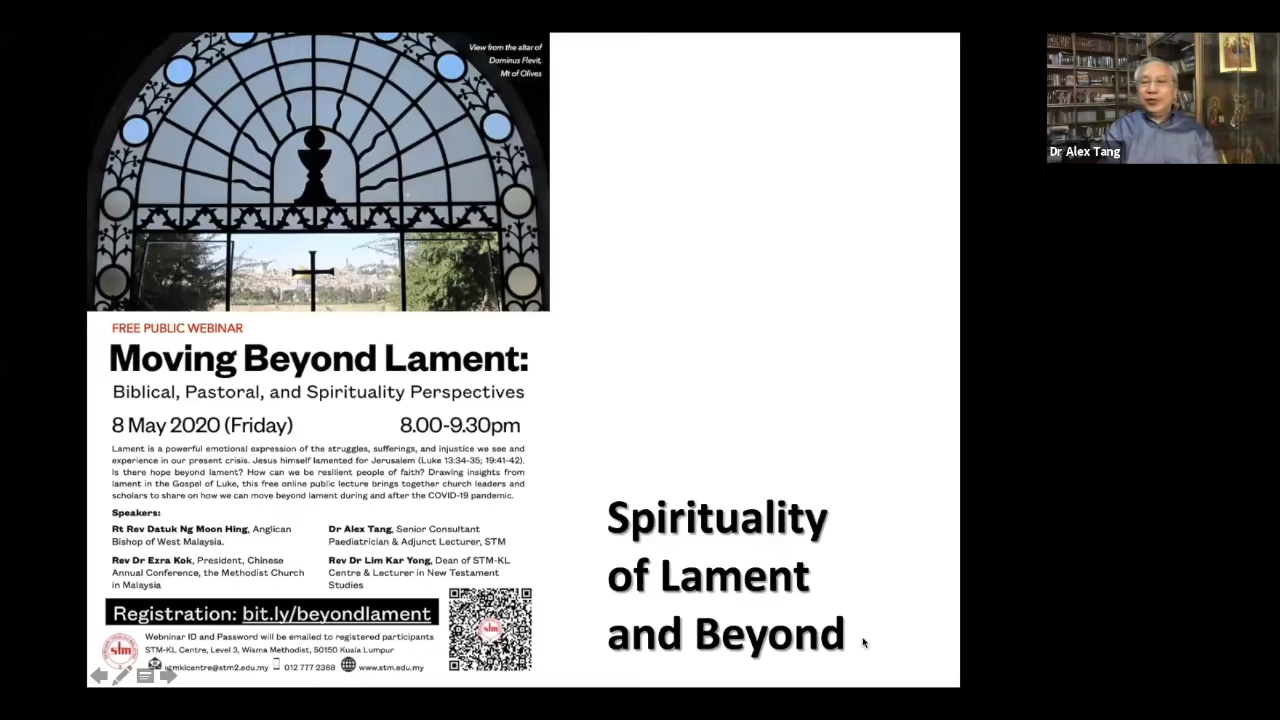 View from the altar of
Dominus Flevit,
Mt of Olives
FREE PUBLIC WEBINAR
Moving Beyond Lament:
Biblical, Pastoral, and Spirituality Perspectives
8 May 2020 (Friday) 8.00-9.30pm
Lament is a powerful emotional expression of the struggles, sufferings, and injustice we see and
experience in our present crisis. Jesus himself lamented for Jerusalem (Luke 13:34-35; 19:41-42).
Is there hope beyond lament? How can we be resilient people of faith? Drawing insights from
lament in the Gospel of Luke, this free online public lecture brings together church leaders and
scholars to share on how we can move beyond lament during and after the COVID-19 pandemic.
Speakers:
Rt Rev Datuk Ng Moon Hing, Anglican
Bishop of West Malaysia.
Dr Alex Tang, Senior Consultant
Paediatrician & Adjunct Lecturer, STM
Rev Dr Ezra Kok, President, Chinese
Annual Conference, the Methodist Church
in Malaysia
Rev Dr Lim Kar Yong, Dean of STM-KL
Centre & Lecturer in New Testament
Studies
Registration: bit.ly/beyondlament
stm
stm
Webninar ID and Password will be emailed to registered participants
STM-KL Centre, Level 3, Wisma Methodist, 50150 Kuala Lumpur
stmklcentre@stm2.edu.my 012 777 2368 www.stm.edu.my
Spirituality
of Lament
and Beyond
Dr Alex Tang